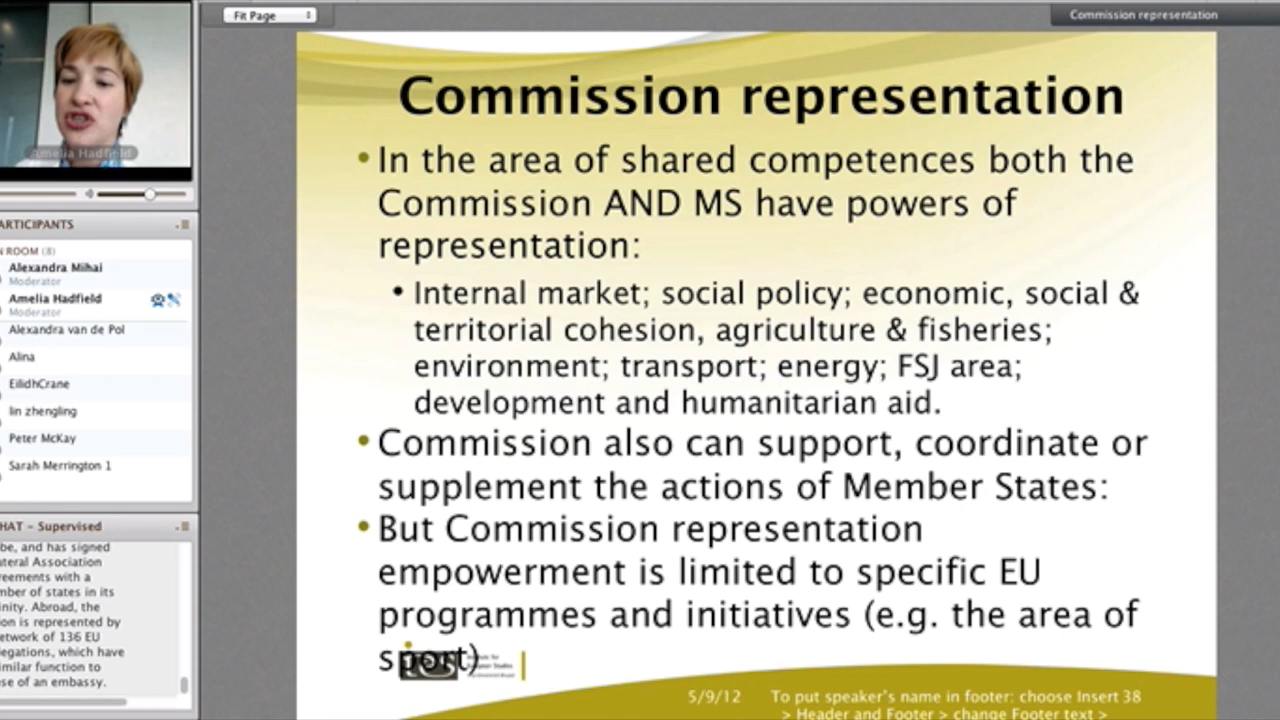 Fit Page
Commission representation
Amelia Hadfield
ARTICIPANTS
N ROOM (8)
Alexandra Mihai
Moderator
Amelia Hadfield
Moderator
Alexandra van de Pol
Alina
EilidhCrane
lin zhengling
Peter McKay
Sarah Merrington 1
HAT - Supervised
be, and has signed
ateral Association
reements with a
mber of states in its
inity. Abroad, the
ion is represented by
etwork of 136 EU
legations, which have
imilar function to
se of an embassy.
Commission representation
• In the area of shared competences both the
Commission AND MS have powers of
representation:
• Internal market; social policy; economic, social &
territorial cohesion, agriculture & fisheries;
environment; transport; energy; FSJ area;
development and humanitarian aid.
• Commission also can support, coordinate or
supplement the actions of Member States:
• But Commission representation
empowerment is limited to specific EU
programmes and initiatives (e.g. the area of
sport)
5/9/12
To put speaker's name in footer: choose Insert 38
> Header and Footer > change Footer text >